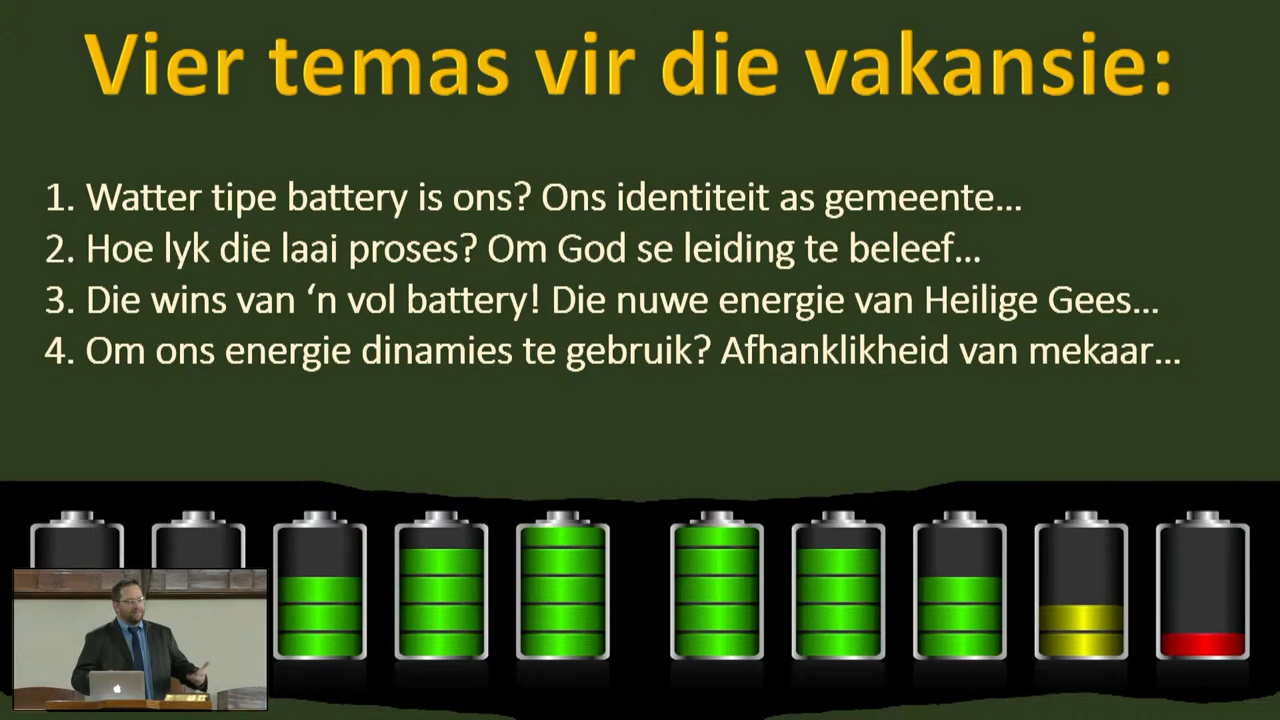 Vier temas vir die vakansie:
1. Watter tipe battery is ons? Ons identiteit as gemeente...
2. Hoe lyk die laai proses? Om God se leiding te beleef...
3. Die wins van ‘n vol battery! Die nuwe energie van Heilige Gees...
4. Om ons energie dinamies te gebruik? Afhanklikheid van mekaar...